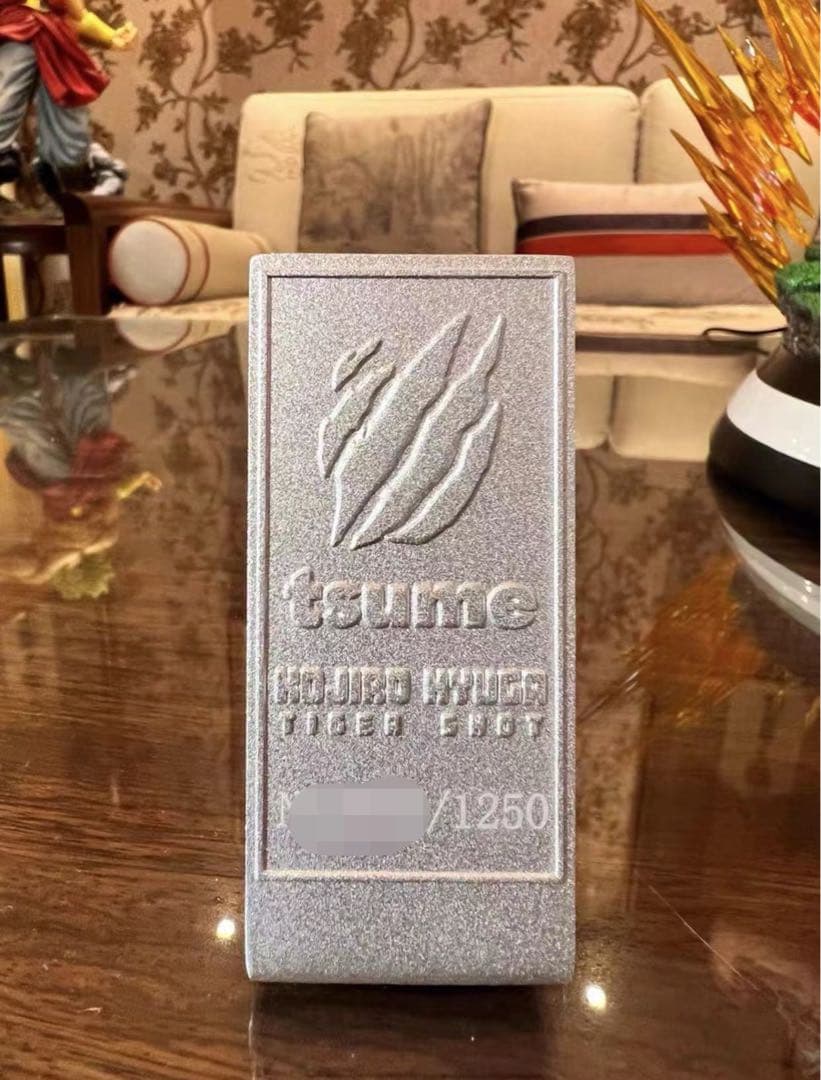 tsume
KOJIRO HYUGA
TIGER SHOT
/1250